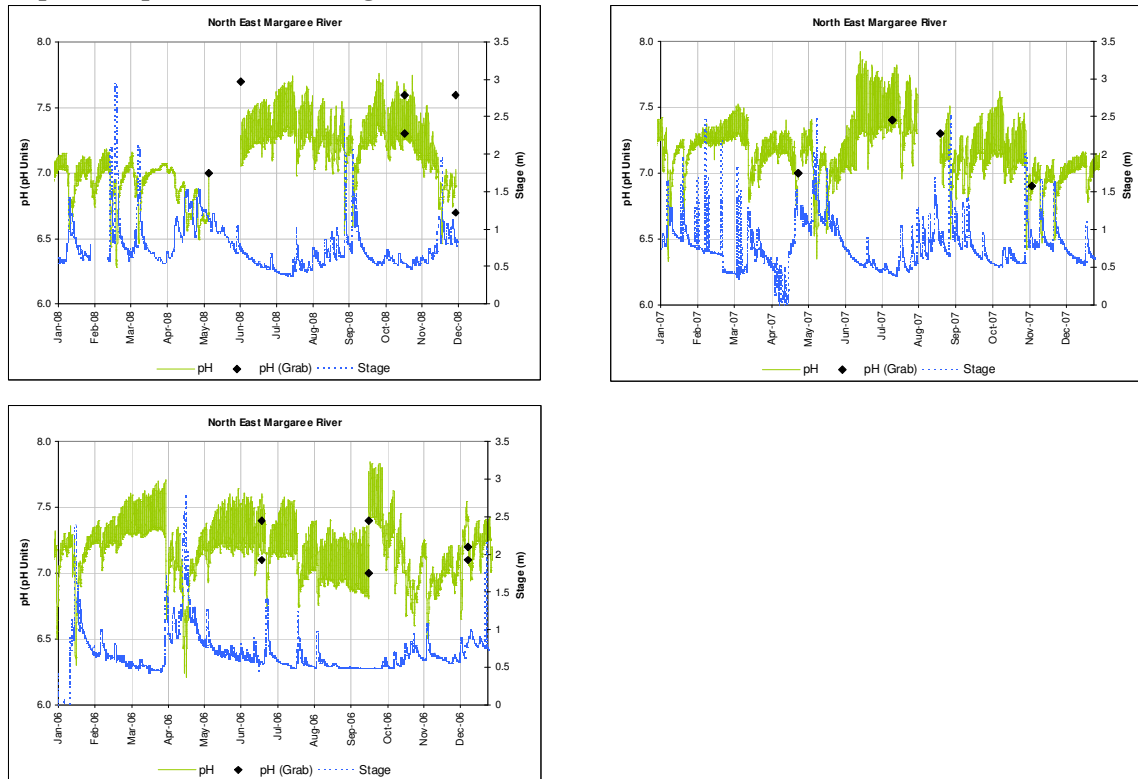 North East Margaree River
8.0 7.5 7.0 6.5 6.0
pH (pH Units)
3.5 3 2.5 2 1.5 1 0.5 0
Stage (m)
Jan-08 Feb-08 Mar-08 Apr-08 May-08 Jun-08 Jul-08 Aug-08 Sep-08 Oct-08 Nov-08 Dec-08
pH pH (Grab) Stage
North East Margaree River
8.0 7.5 7.0 6.5 6.0
pH (pH Units)
3.5 3 2.5 2 1.5 1 0.5 0
Stage (m)
Jan-07 Feb-07 Mar-07 Apr-07 May-07 Jun-07 Jul-07 Aug-07 Sep-07 Oct-07 Nov-07 Dec-07
pH pH (Grab) Stage
North East Margaree River
8.0 7.5 7.0 6.5 6.0
pH (pH Units)
3.5 3 2.5 2 1.5 1 0.5 0
Stage (m)
Jan-06 Feb-06 Mar-06 Apr-06 May-06 Jun-06 Jul-06 Aug-06 Sep-06 Oct-06 Nov-06 Dec-06
pH pH (Grab) Stage